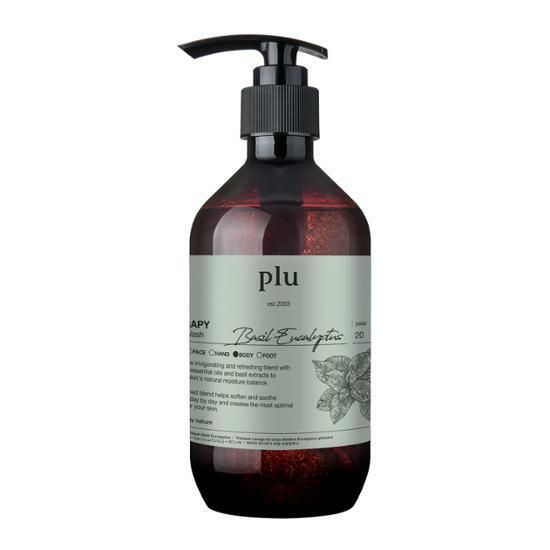 plu
est.2003
APY
ash
Basil Eucalyptus
year
20
FACE ○HAND ●BODY ○FOOT
invigorating and refreshing blend with
essential oils and basil extracts to
skin's natural moisture balance.
blend helps soften and soothe
day by day and creates the most optimal
your skin.
by nature